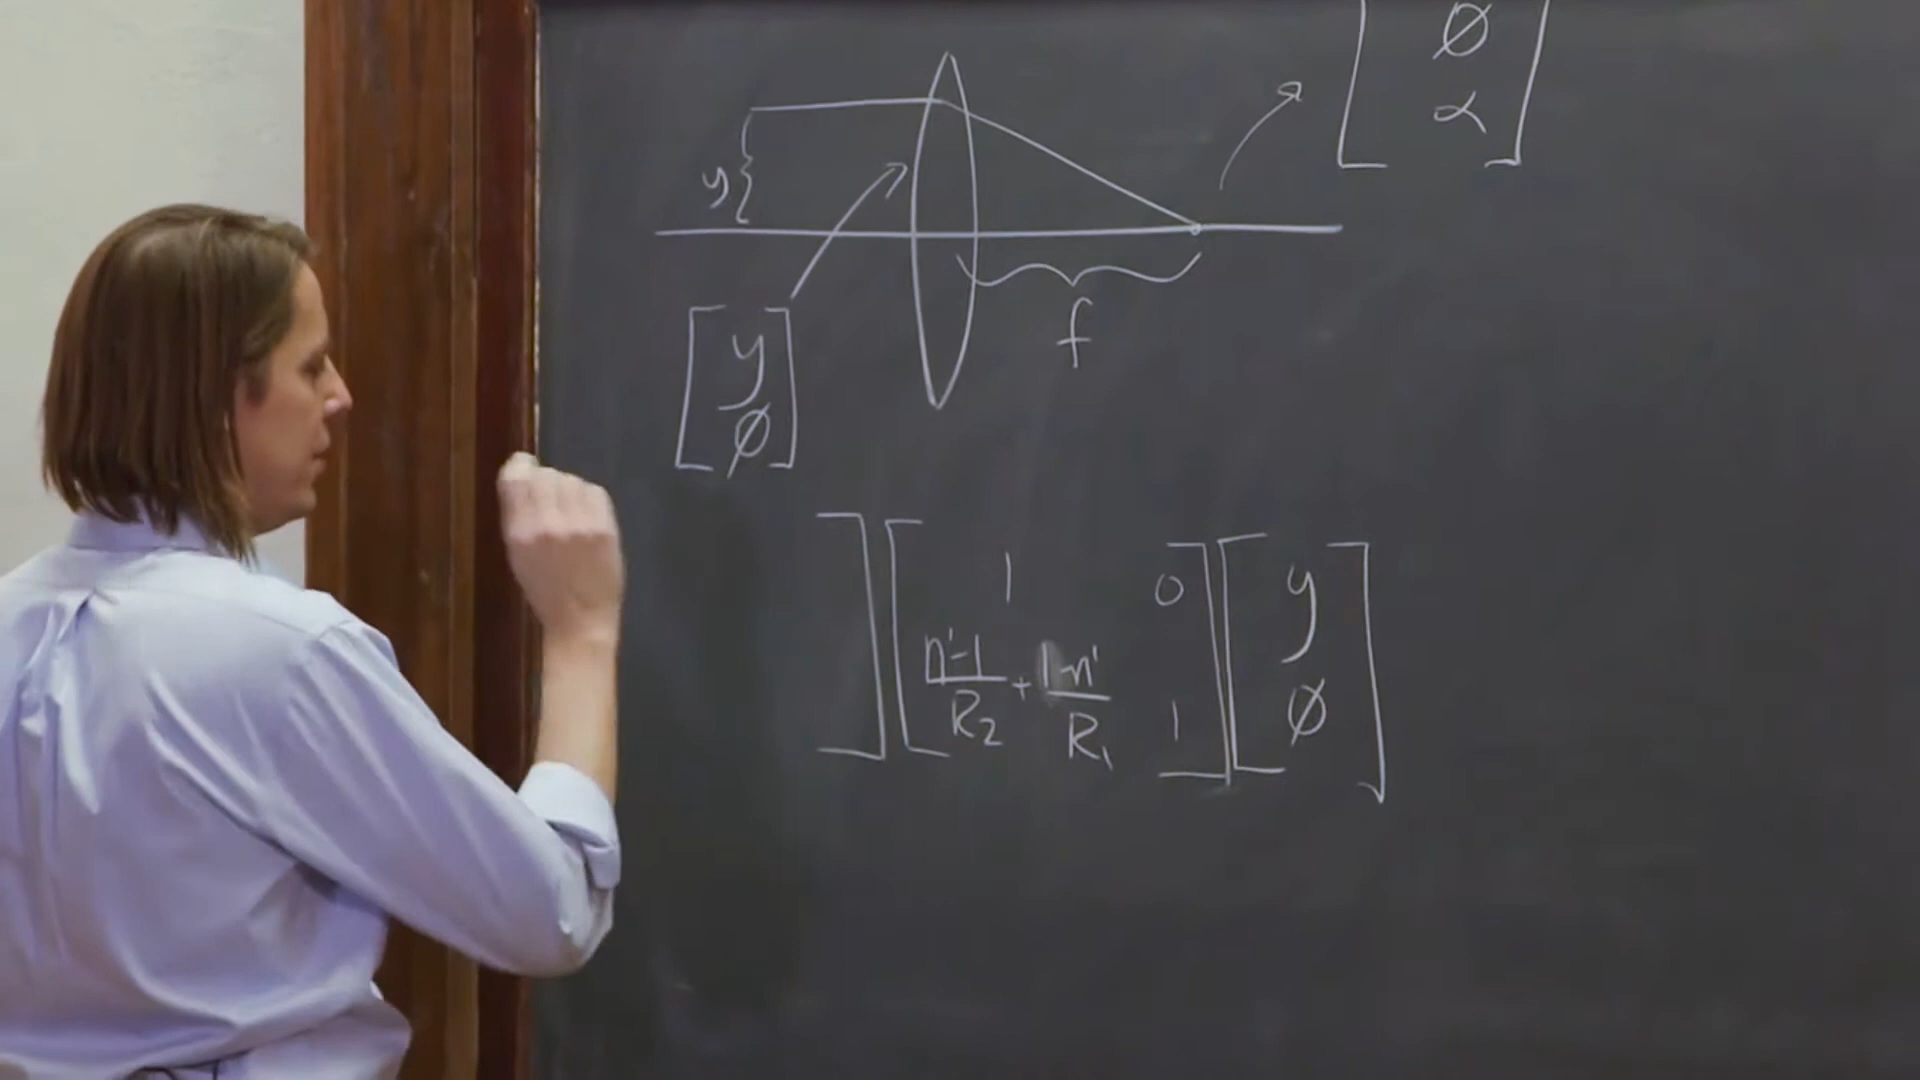 [ ∅
α ]
y{
f
[ y
∅ ]
] [ 1 0
n'-1/R₂ + 1-n'/R₁ 1 ] [ y
∅ ]